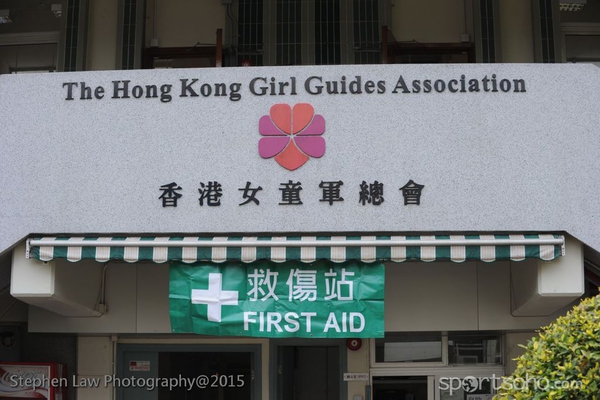 The Hong Kong Girl Guides Association
香港女童軍總會
救傷站
FIRST AID
Stephen Law Photography@2015
sportsoho.com